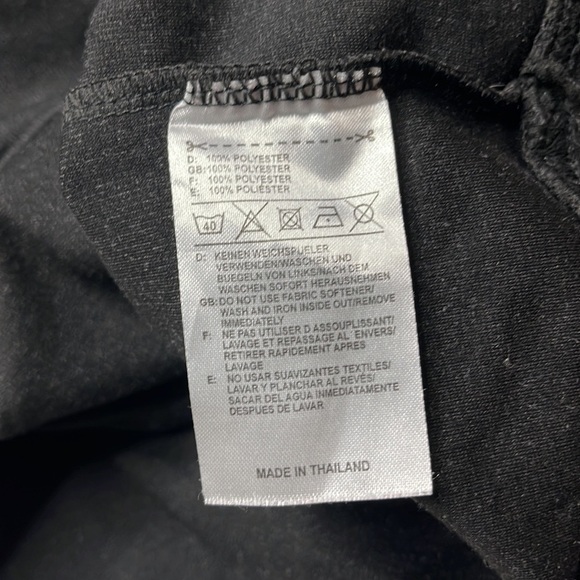 D: 100% POLYESTER
GB:100% POLYESTER
F: 100% POLYESTER
E: 100% POLIÉSTER
40
D: KEINEN WEICHSPUELER
VERWENDEN/WASCHEN UND
BUEGELN VON LINKS/NACH DEM
WASCHEN SOFORT HERAUSNEHMEN
GB: DO NOT USE FABRIC SOFTENER/
WASH AND IRON INSIDE OUT/REMOVE
IMMEDIATELY
F: NE PAS UTILISER D ASSOUPLISSANT/
LAVAGE ET REPASSAGE AL' ENVERS/
RETIRER RAPIDEMENT APRES
LAVAGE
E: NO USAR SUAVIZANTES TEXTILES/
LAVAR Y PLANCHAR AL REVÉS/
SACAR DEL AGUA INMEDIATAMENTE
DESPUES DE LAVAR
MADE IN THAILAND